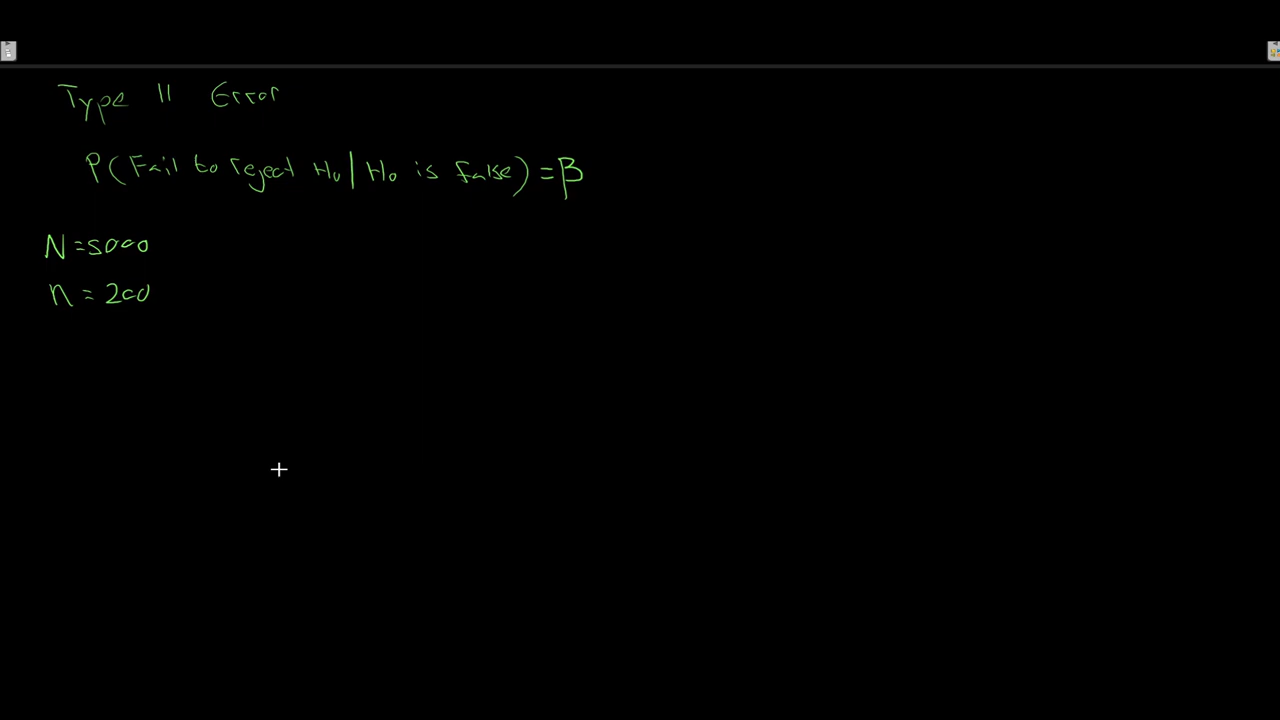 Type II Error
P(Fail to reject H₀|H₀ is false) = β
N = 5000
n = 200